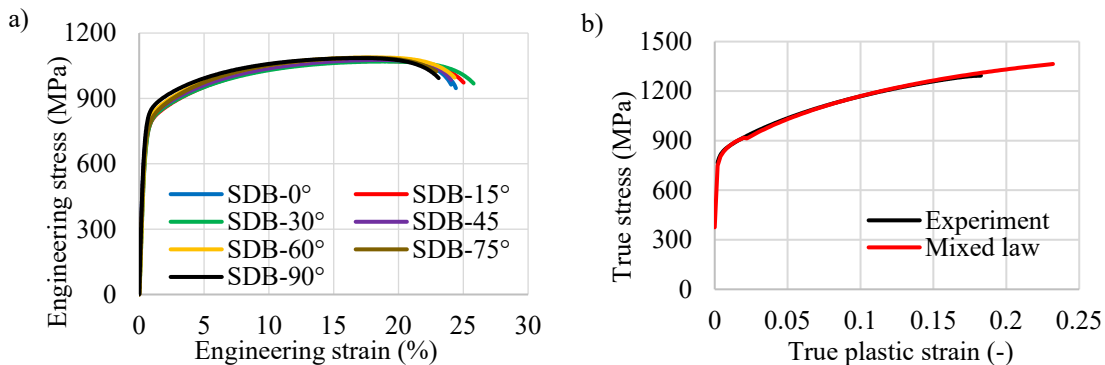 a)
Engineering stress (MPa)
1200
900
600
300
0
SDB-0° SDB-15°
SDB-30° SDB-45
SDB-60° SDB-75°
SDB-90°
0 5 10 15 20 25 30
Engineering strain (%)
b)
True stress (MPa)
1500
1200
900
600
300
0
Experiment
Mixed law
0 0.05 0.1 0.15 0.2 0.25
True plastic strain (-)